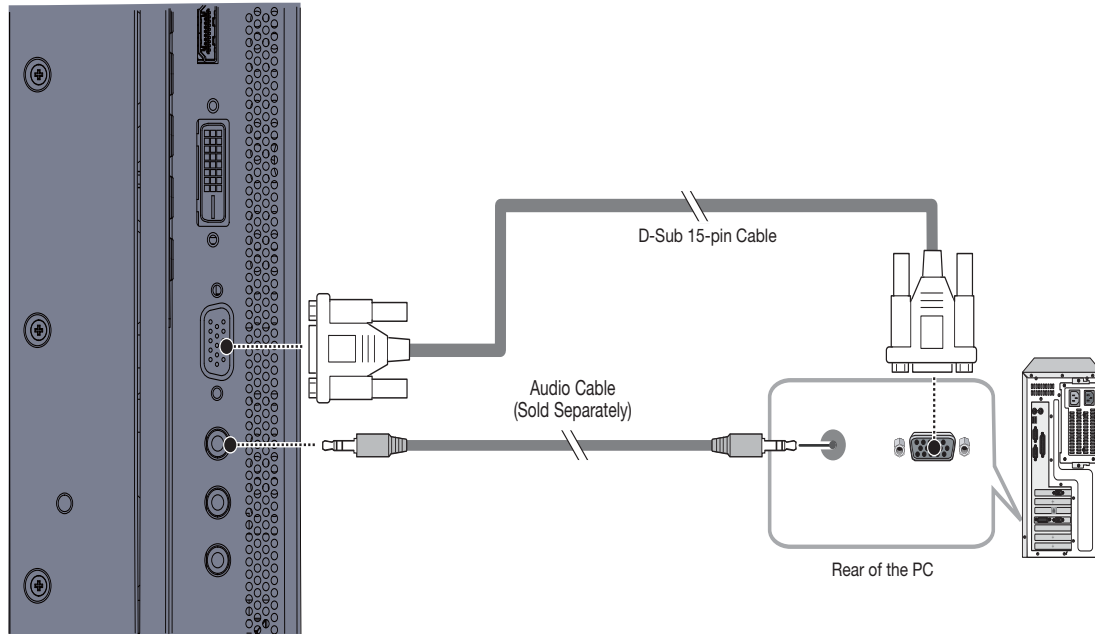 D-Sub 15-pin Cable
Audio Cable
(Sold Separately)
Rear of the PC